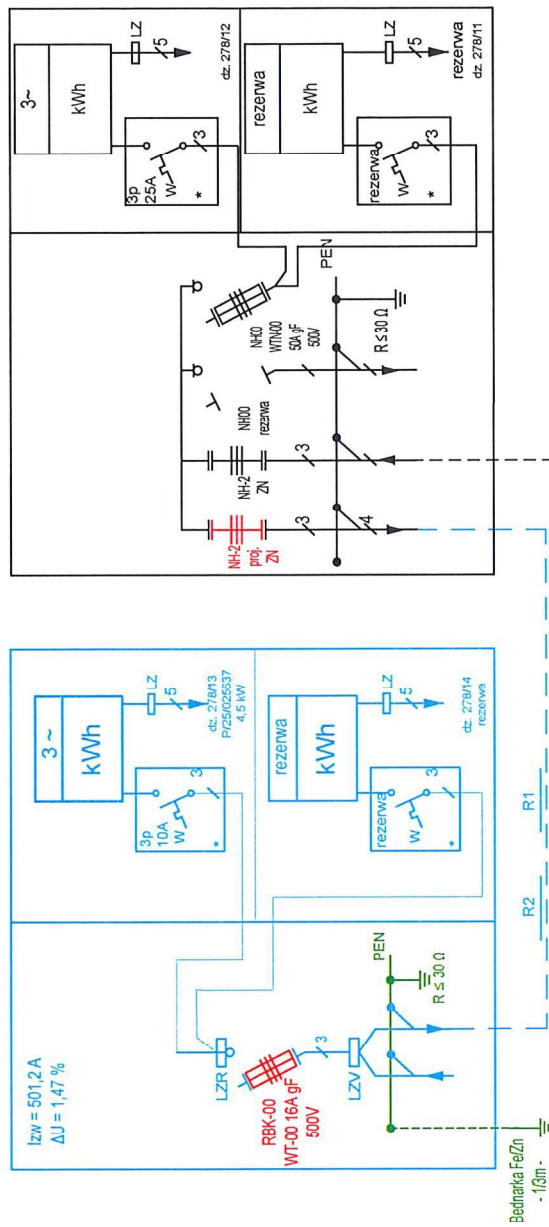 Izw = 501,2 A
ΔU = 1,47 %
LZR
RBK-00
WT-00 16A gF
500V
3
LZV
PEN
R ≤ 30 Ω
Bednarka Fe/Zn
- 1/3m -
3 ~
kWh
LZ
5
dz. 278/13
P/25/025637
4,5 kW
3p
10A
W
3
*
rezerwa
kWh
LZ
5
dz. 278/14
rezerwa
rezerwa
W
3
*
R2
R1
NH-2
proj.
ZN
3
4
NH-2
ZN
3
NH00
rezerwa
NH00
WTN-00
50A gF
500V
PEN
R ≤ 30 Ω
3~
kWh
LZ
5
dz. 278/12
3p
25A
W
3
*
rezerwa
kWh
LZ
5
rezerwa
dz. 278/11
rezerwa
W
3
*